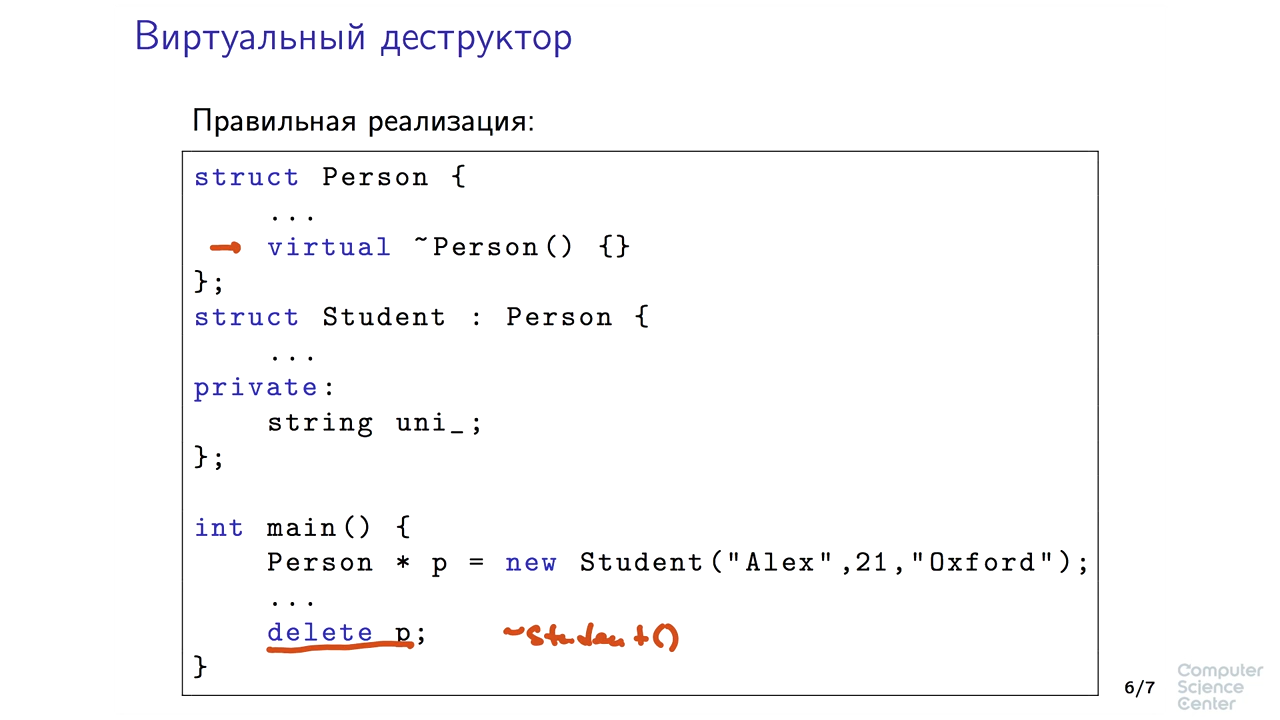 Виртуальный деструктор
Правильная реализация:
struct Person {
...
virtual ~Person() {}
};
struct Student : Person {
...
private:
string uni_;
};
int main() {
Person * p = new Student("Alex",21,"Oxford");
...
delete p; ~Student()
}
6/7
Computer
Science
Center